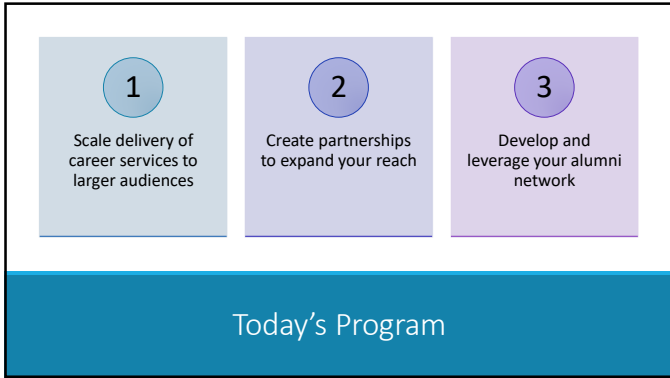 1
Scale delivery of
career services to
larger audiences
2
Create partnerships
to expand your reach
3
Develop and
leverage your alumni
network
Today’s Program